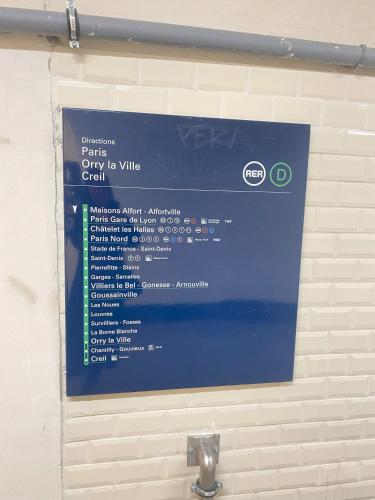 Directions
Paris
Orry la Ville
Creil
RER D
Maisons Alfort - Alfortville
Paris Gare de Lyon
Châtelet les Halles
Paris Nord
Stade de France - Saint-Denis
Saint-Denis
Pierrefitte - Stains
Garges - Sarcelles
Villiers le Bel - Gonesse - Arnouville
Goussainville
Les Noues
Louvres
Survilliers - Fosses
La Borne Blanche
Orry la Ville
Chantilly - Gouvieux
Creil